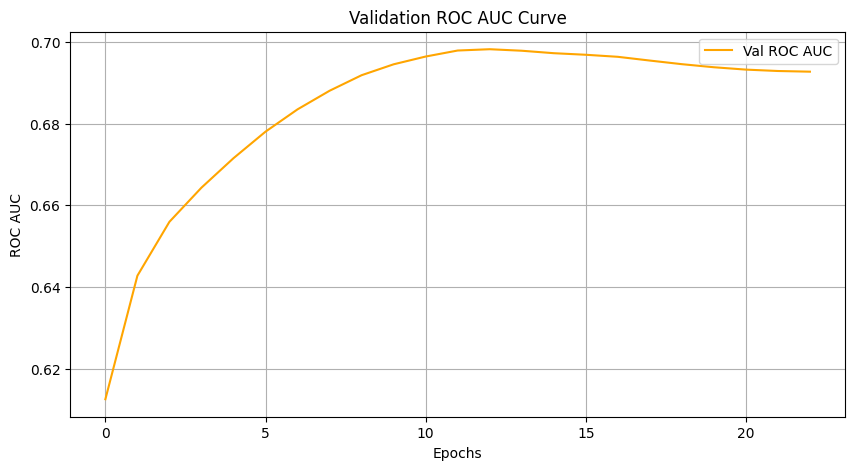 Validation ROC AUC Curve
Val ROC AUC
0.70
0.68
0.66
0.64
0.62
ROC AUC
0
5
10
15
20
Epochs